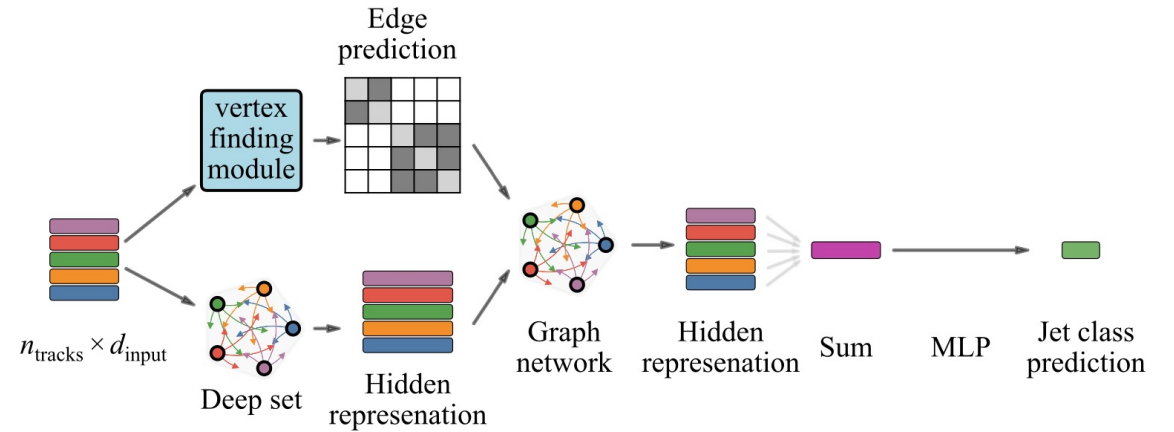 Edge
prediction
vertex
finding
module
n_tracks × d_input
Deep set
Hidden
represenation
Graph
network
Hidden
represenation
Sum
MLP
Jet class
prediction